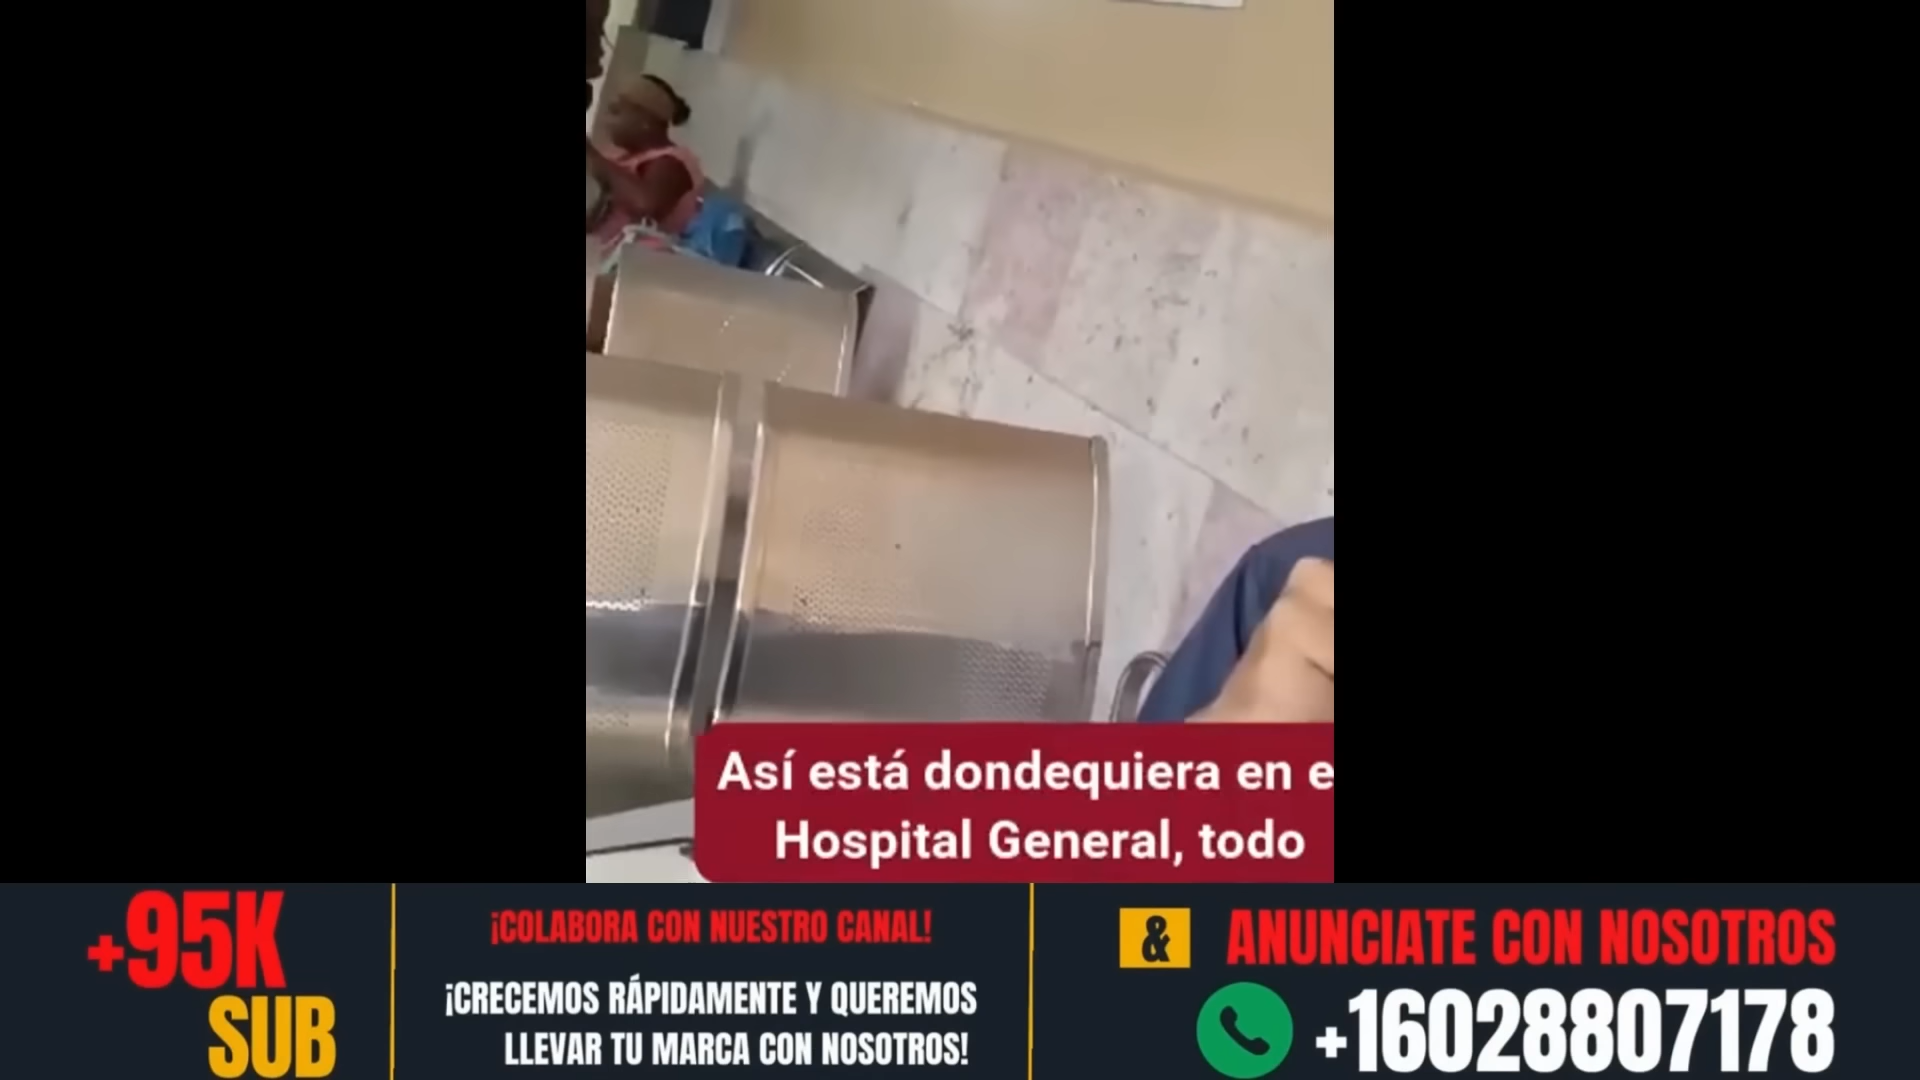 Así está dondequiera en e
Hospital General, todo
+95K
SUB
¡COLABORA CON NUESTRO CANAL!
¡CRECEMOS RÁPIDAMENTE Y QUEREMOS
LLEVAR TU MARCA CON NOSOTROS!
& ANUNCIATE CON NOSOTROS
+16028807178